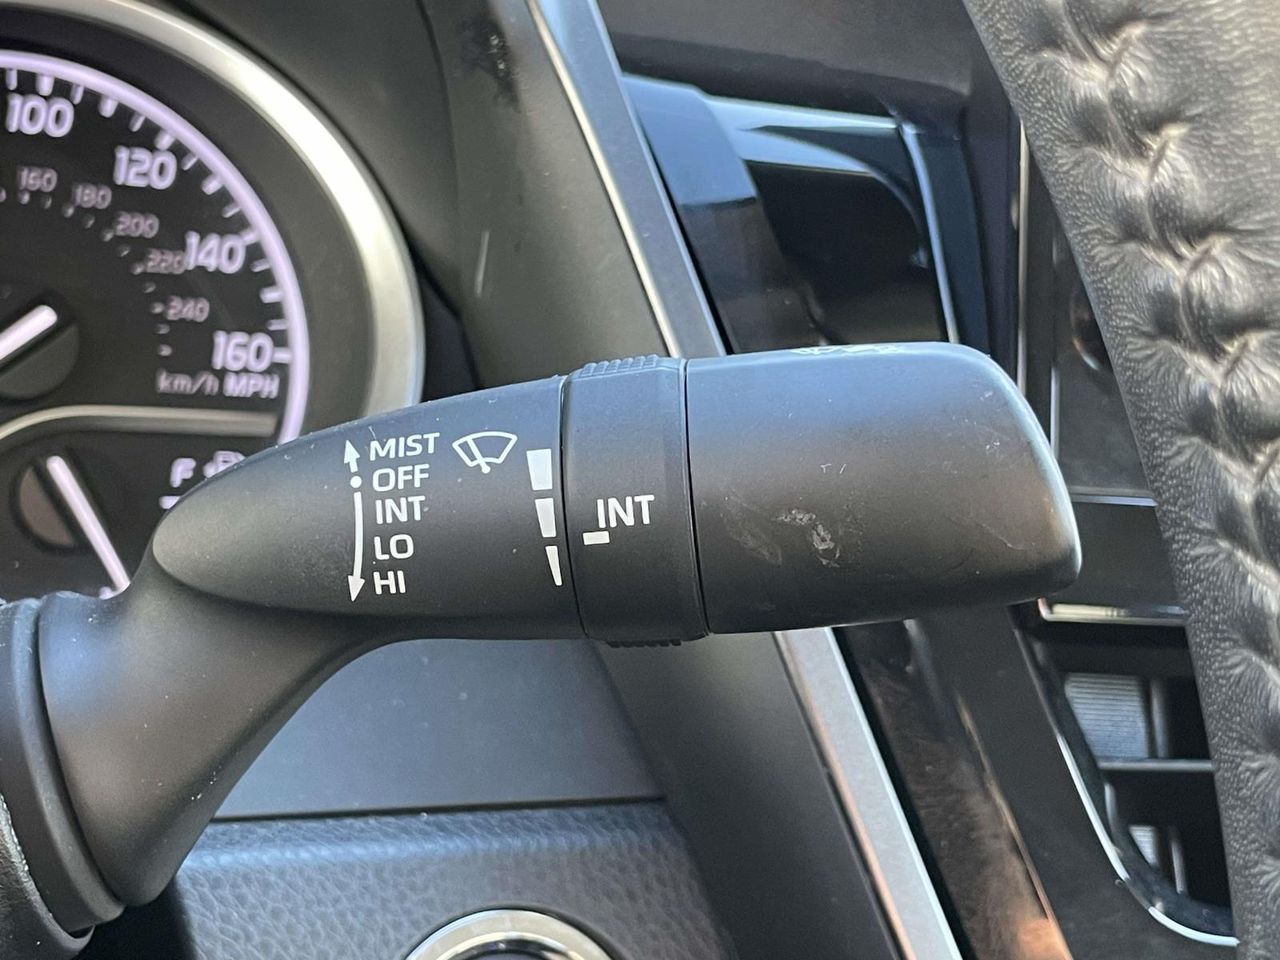 100
120
140
160
km/h MPH
160
180
200
220
240
F
MIST
OFF
INT
LO
HI
INT